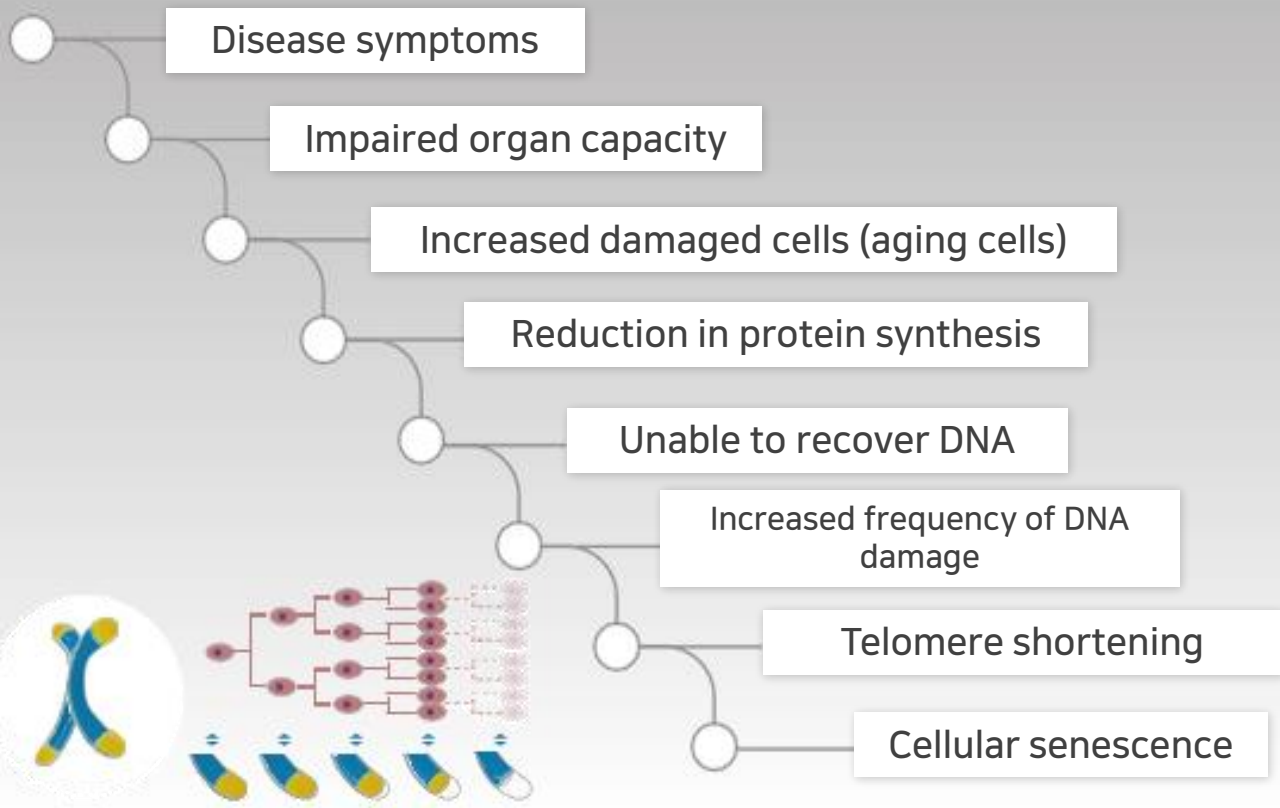 Disease symptoms
Impaired organ capacity
Increased damaged cells (aging cells)
Reduction in protein synthesis
Unable to recover DNA
Increased frequency of DNA
damage
Telomere shortening
Cellular senescence